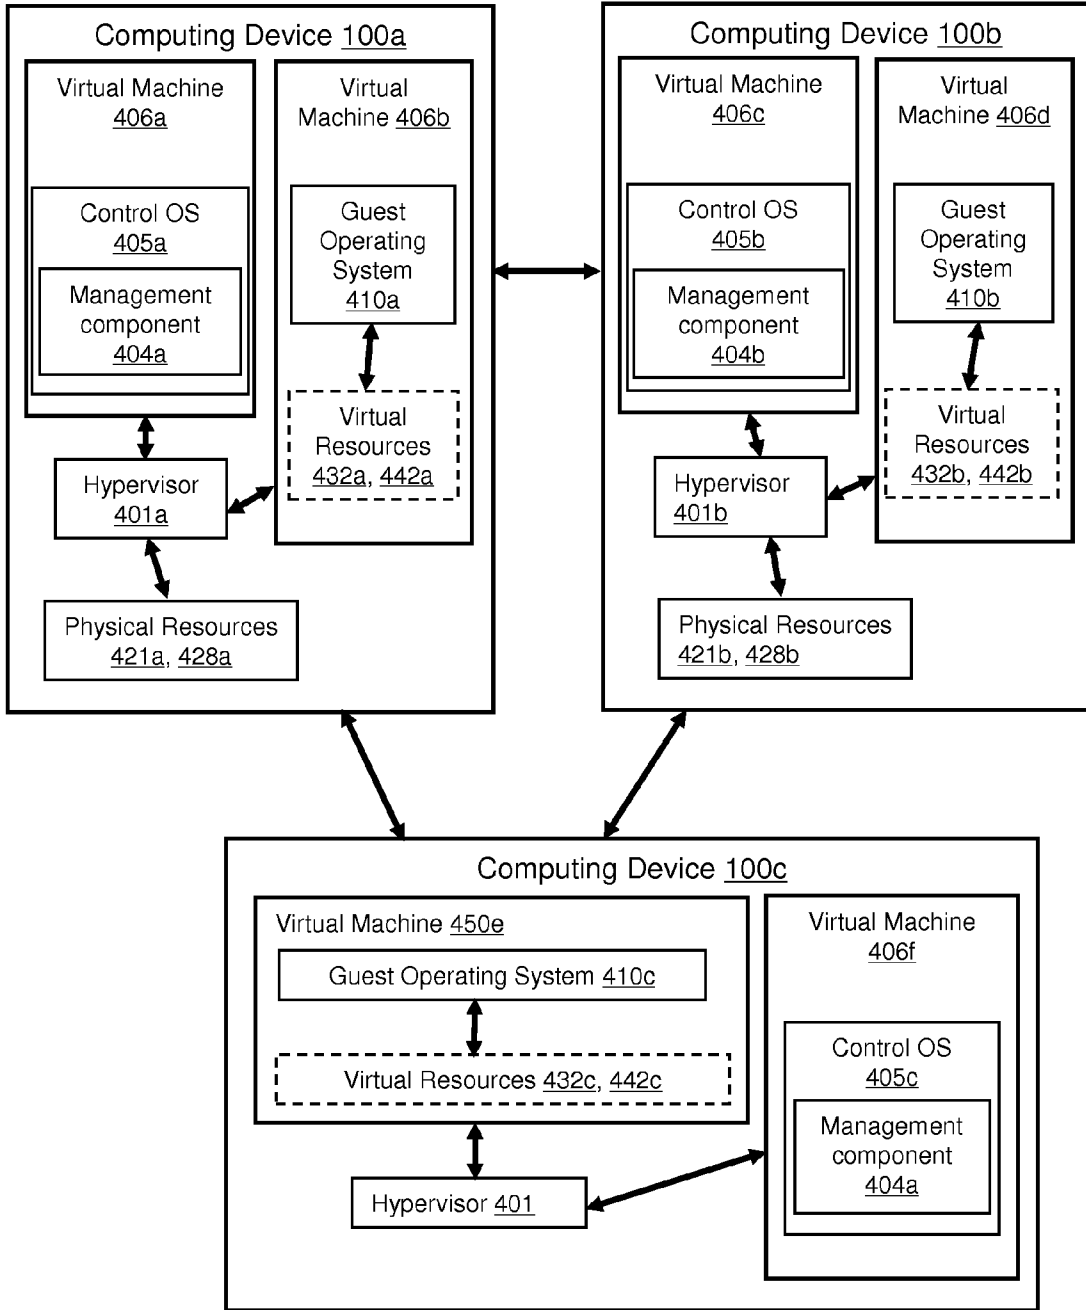 Computing Device 100a
Virtual Machine
406a
Control OS
405a
Management
component
404a
Virtual
Machine 406b
Guest
Operating
System
410a
Virtual
Resources
432a, 442a
Hypervisor
401a
Physical Resources
421a, 428a
Computing Device 100b
Virtual Machine
406c
Control OS
405b
Management
component
404b
Virtual
Machine 406d
Guest
Operating
System
410b
Virtual
Resources
432b, 442b
Hypervisor
401b
Physical Resources
421b, 428b
Computing Device 100c
Virtual Machine 450e
Guest Operating System 410c
Virtual Resources 432c, 442c
Hypervisor 401
Virtual Machine
406f
Control OS
405c
Management
component
404a